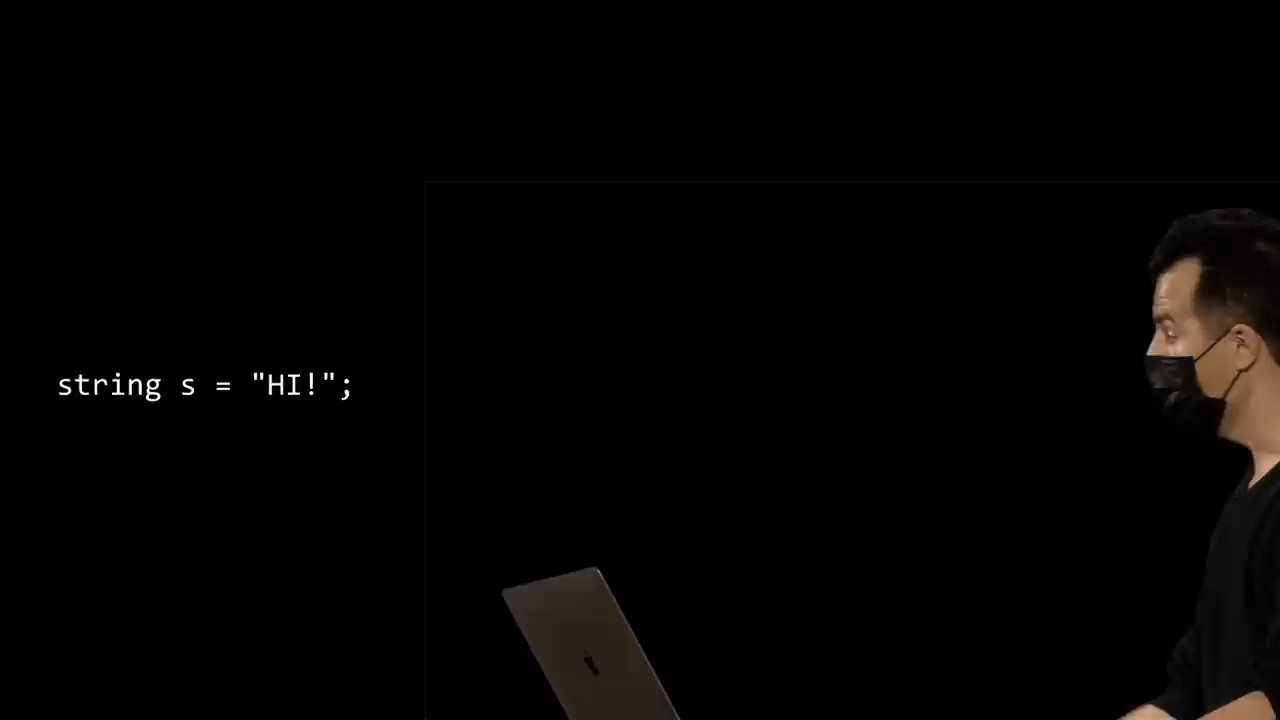 string s = "HI!";